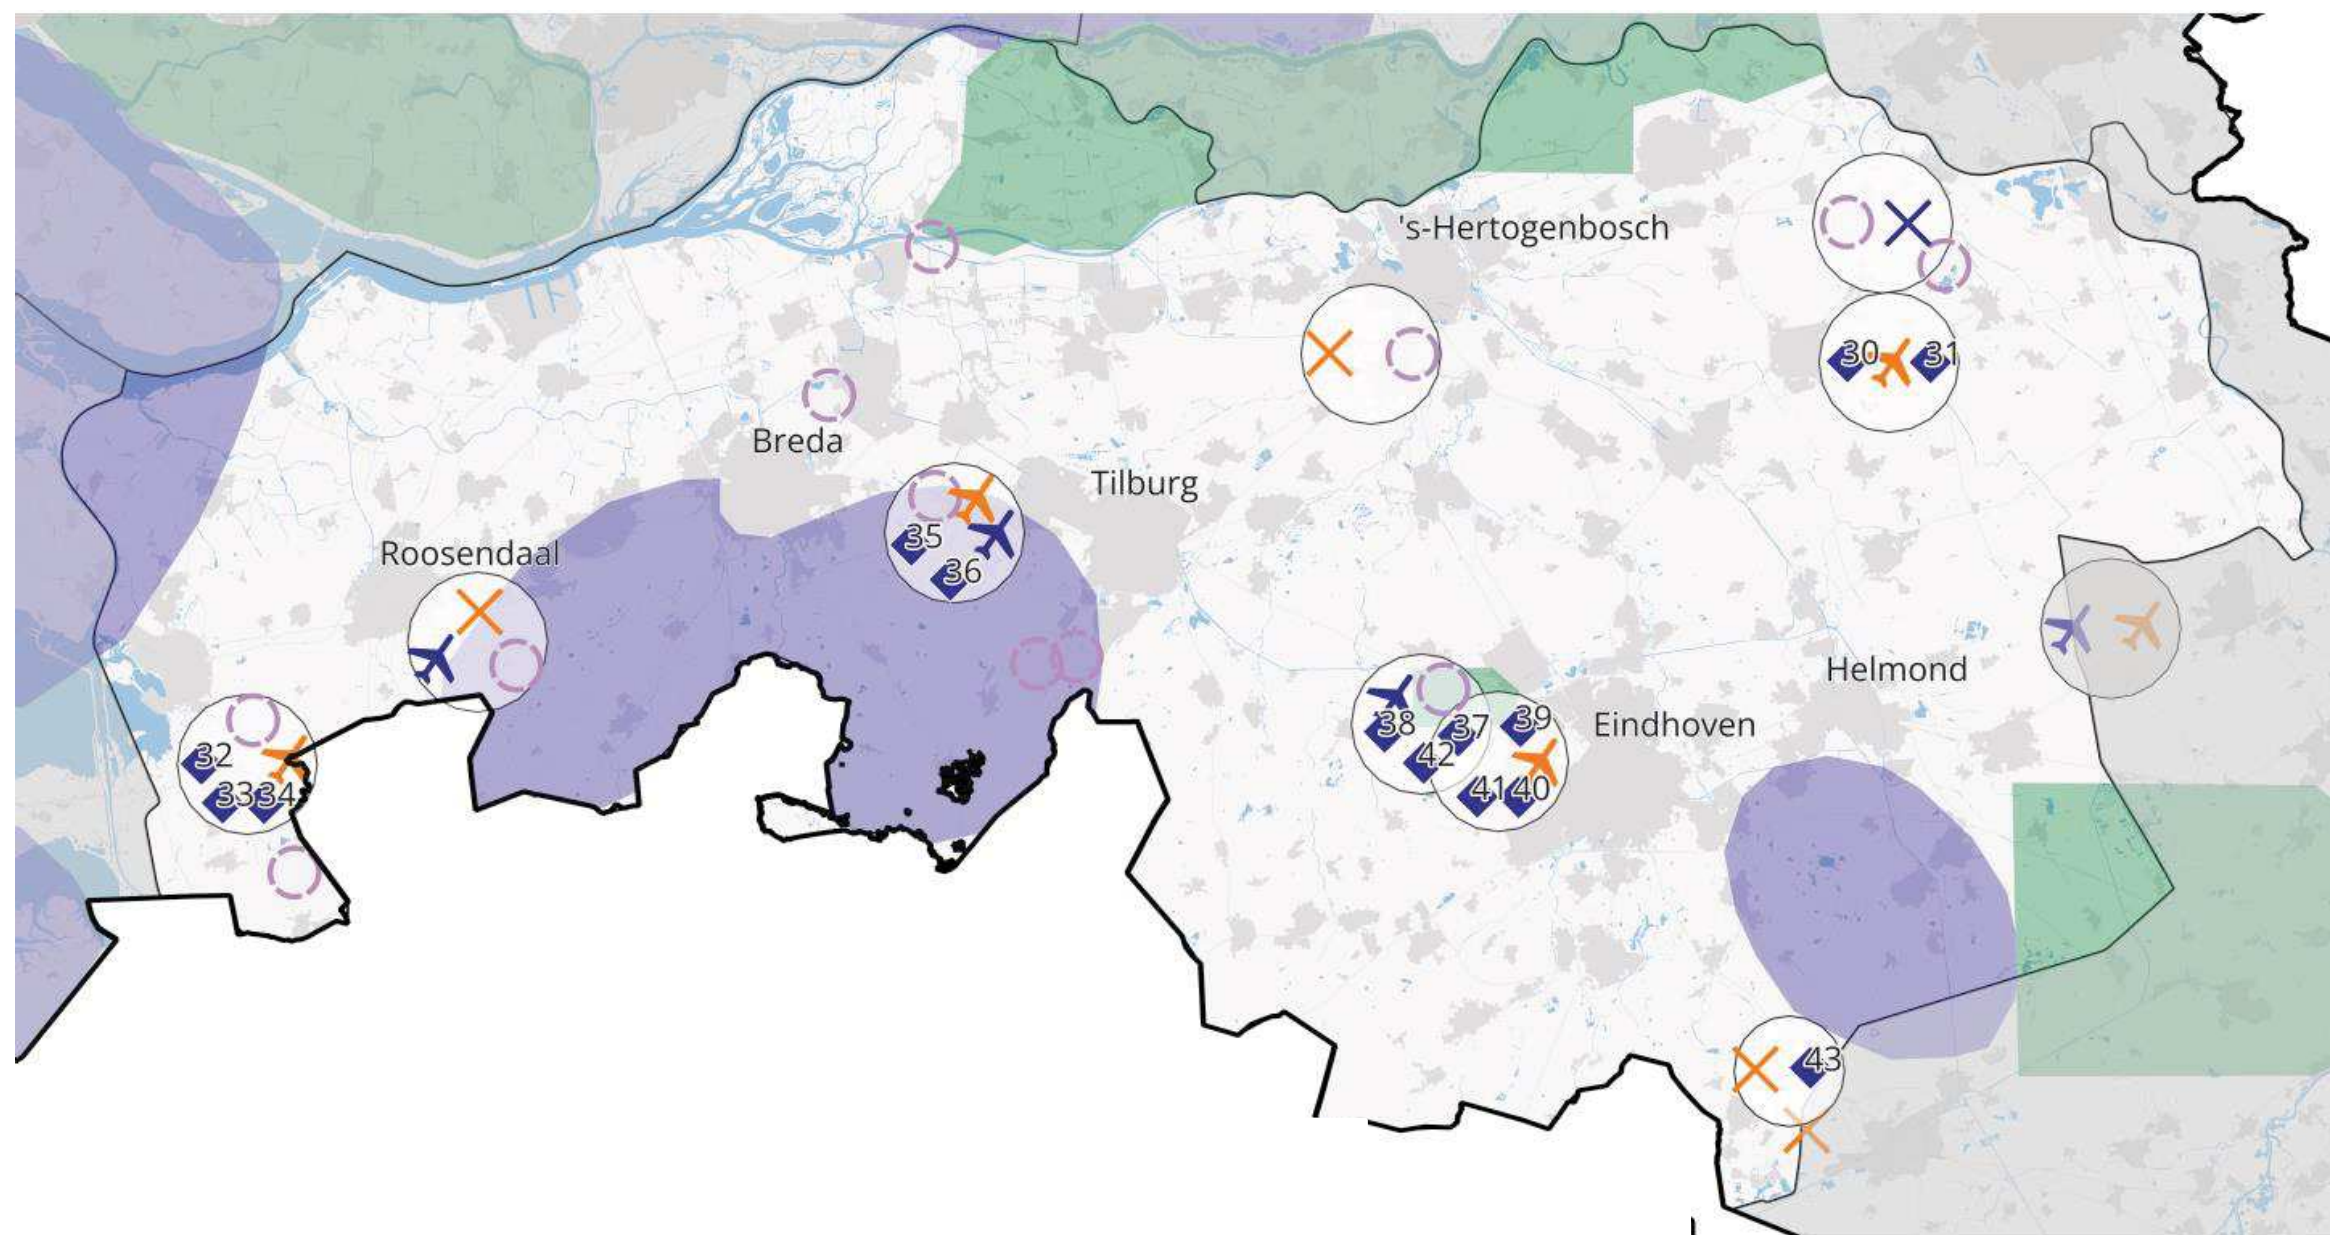 's-Hertogenbosch
30 31
Breda
Tilburg
35
36
Roosendaal
Helmond
32
33 34
38 37 39
42
41 40
Eindhoven
43